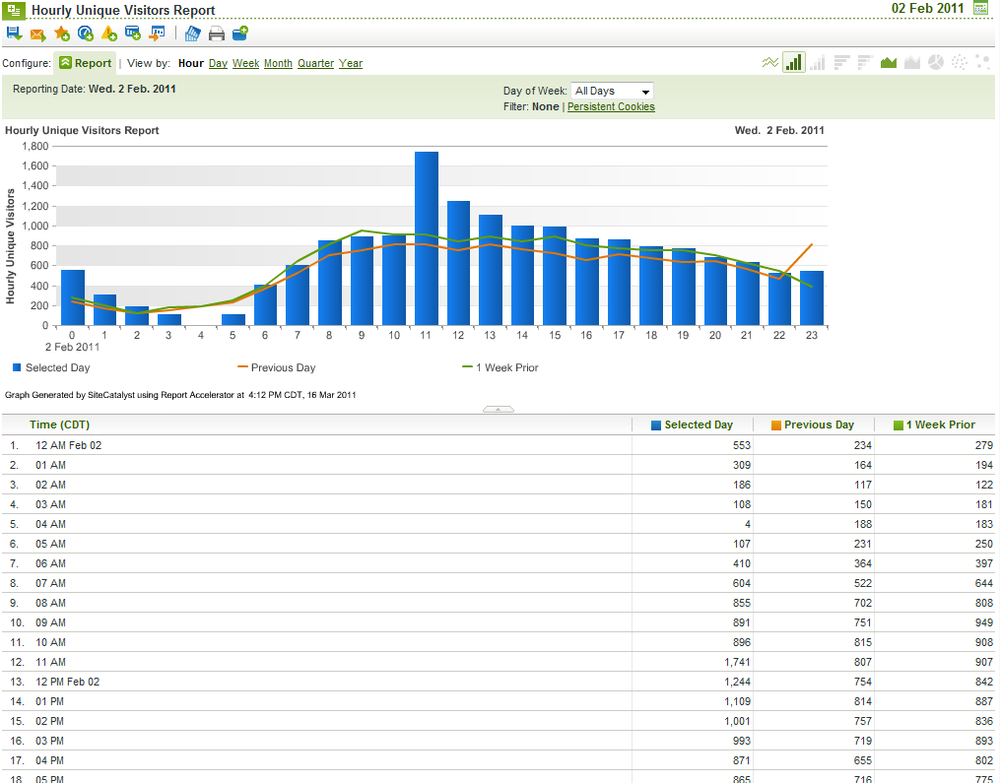 Hourly Unique Visitors Report 02 Feb 2011
Configure: Report | View by: Hour Day Week Month Quarter Year
Reporting Date: Wed. 2 Feb. 2011
Day of Week: All Days
Filter: None | Persistent Cookies
Hourly Unique Visitors Report Wed. 2 Feb. 2011
Hourly Unique Visitors
1,800
1,600
1,400
1,200
1,000
800
600
400
200
0
0 1 2 3 4 5 6 7 8 9 10 11 12 13 14 15 16 17 18 19 20 21 22 23
2 Feb 2011
Selected Day Previous Day 1 Week Prior
Graph Generated by SiteCatalyst using Report Accelerator at 4:12 PM CDT, 16 Mar 2011
Time (CDT) Selected Day Previous Day 1 Week Prior
1. 12 AM Feb 02 553 234 279
2. 01 AM 309 164 194
3. 02 AM 186 117 122
4. 03 AM 108 150 181
5. 04 AM 4 188 183
6. 05 AM 107 231 250
7. 06 AM 410 364 397
8. 07 AM 604 522 644
9. 08 AM 855 702 808
10. 09 AM 891 751 949
11. 10 AM 896 815 908
12. 11 AM 1,741 807 907
13. 12 PM Feb 02 1,244 754 842
14. 01 PM 1,109 814 887
15. 02 PM 1,001 757 836
16. 03 PM 993 719 893
17. 04 PM 871 655 802
18. 05 PM 865 716 775